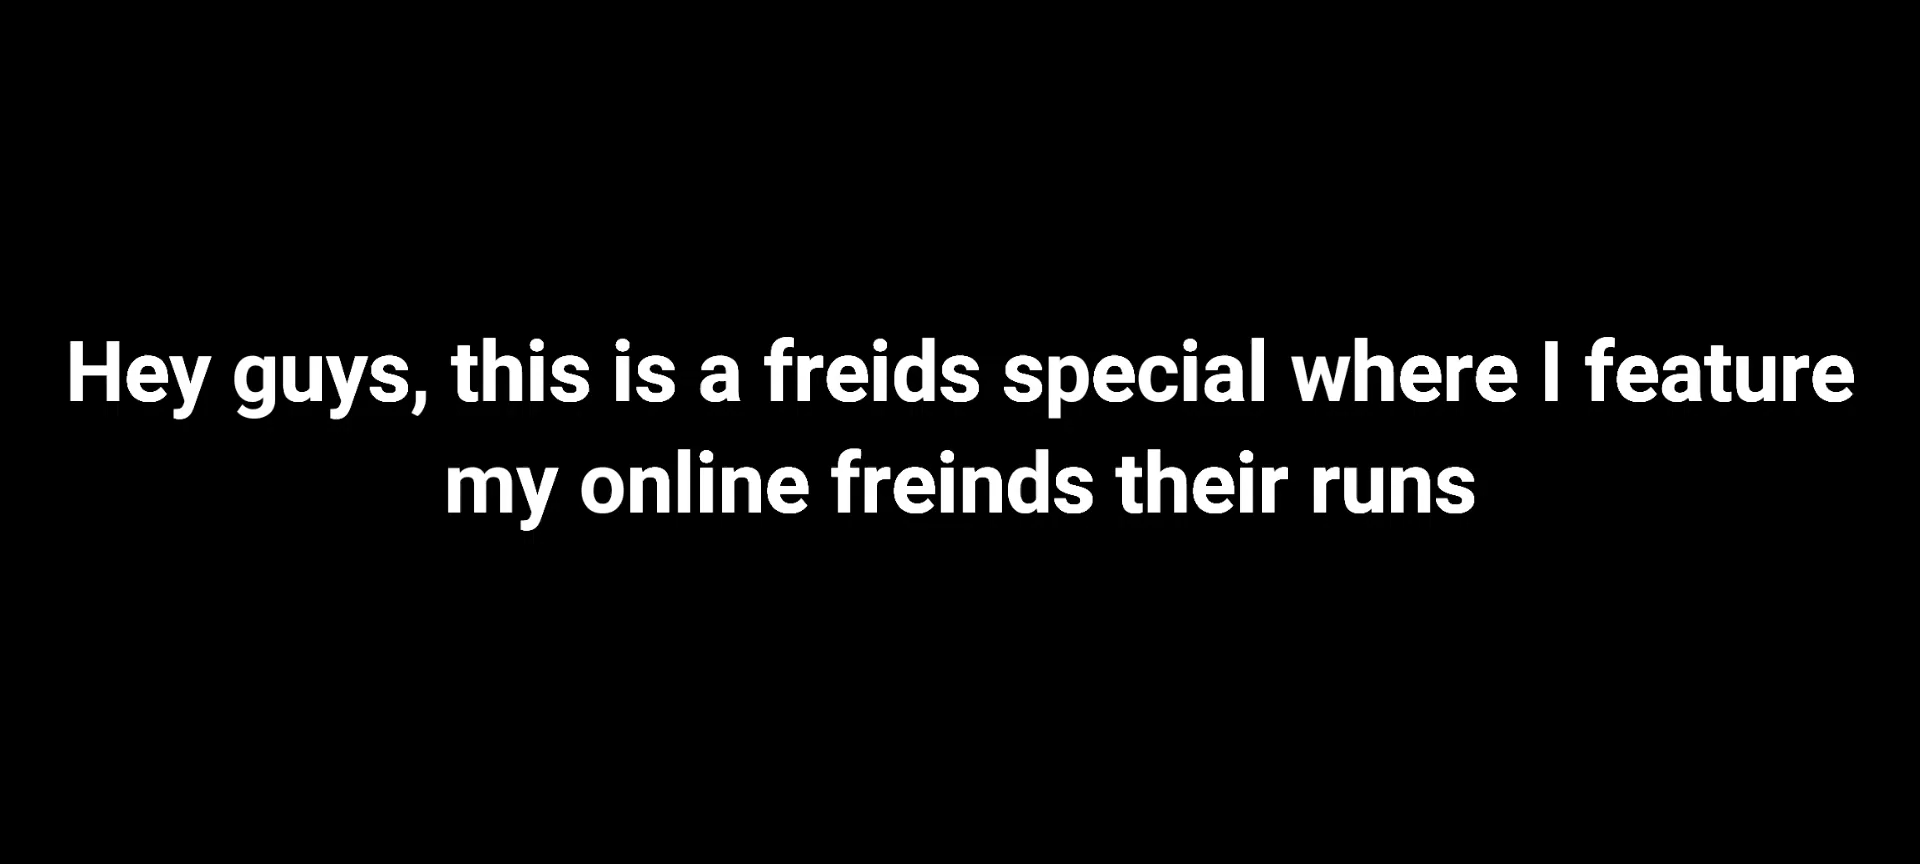 Hey guys, this is a freids special where I feature
my online freinds their runs